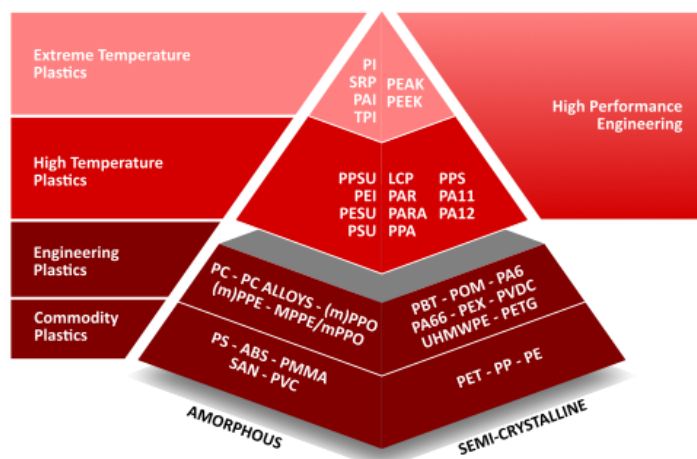 Extreme Temperature
Plastics
High Temperature
Plastics
Engineering
Plastics
Commodity
Plastics
PI
SRP
PAI
TPI
PEAK
PEEK
High Performance
Engineering
PPSU
PEI
PESU
PSU
LCP
PAR
PARA
PPA
PPS
PA11
PA12
PC - PC ALLOYS - (m)PPO
(m)PPE - MPPE/mPPO
PBT - POM - PA6
PA66 - PEX - PVDC
UHMWPE - PETG
PS - ABS - PMMA
SAN - PVC
PET - PP - PE
AMORPHOUS
SEMI-CRYSTALLINE